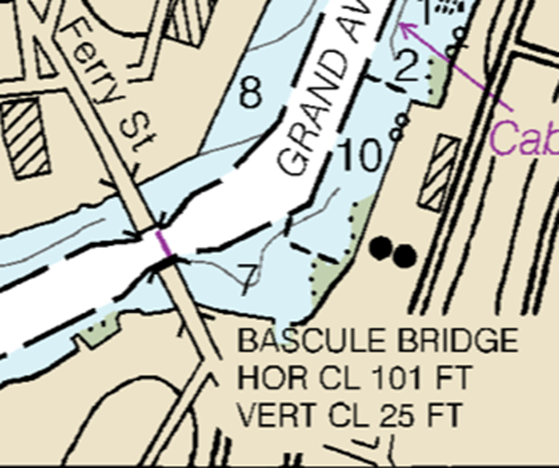 1
Ferry St
GRAND AV
2
8
10
Cab
7
BASCULE BRIDGE
HOR CL 101 FT
VERT CL 25 FT